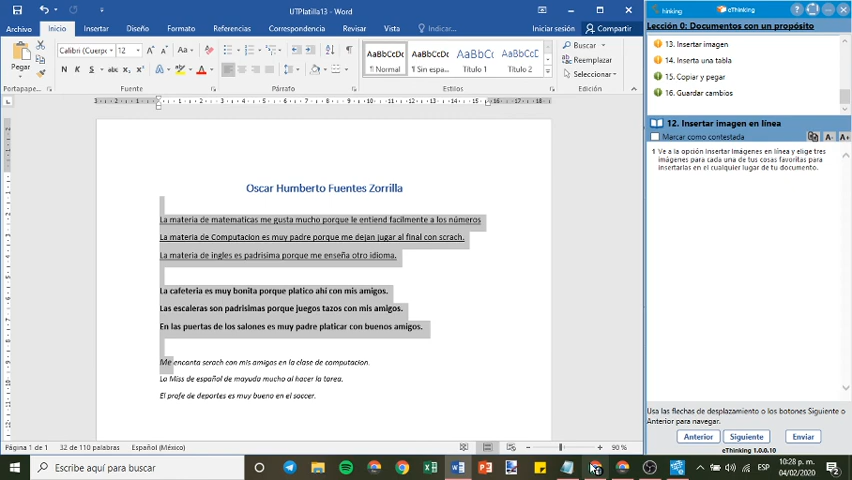 UTPlatilla13 - Word
Iniciar sesión
Compartir
Archivo Inicio Insertar Diseño Formato Referencias Correspondencia Revisar Vista Indicar...
Pegar
Calibri (Cuerpo 12
AaBbCcDc AaBbCcDc AaBbCc AaBbCcD
¶ Normal ¶ Sin espa... Título 1 Título 2
Buscar
Reemplazar
Seleccionar
Portapapeles Fuente Párrafo Estilos Edición
Oscar Humberto Fuentes Zorrilla
La materia de matematicas me gusta mucho porque le entiend facilmente a los números
La materia de Computacion es muy padre porque me dejan jugar al final con scrach.
La materia de ingles es padrisima porque me enseña otro idioma.
La cafeteria es muy bonita porque platico ahí con mis amigos.
Las escaleras son padrisimas porque juegos tazos con mis amigos.
En las puertas de los salones es muy padre platicar con buenos amigos.
Me encanta scrach con mis amigos en la clase de computacion.
La Miss de español de mayuda mucho al hacer la tarea.
El profe de deportes es muy bueno en el soccer.
Página 1 de 1 32 de 110 palabras Español (México) 90 %
eThinking
Lección 0: Documentos con un propósito
13. Insertar imagen
14. Inserta una tabla
15. Copiar y pegar
16. Guardar cambios
12. Insertar imagen en línea
Marcar como contestada
A- A+
1 Ve a la opción Insertar Imágenes en línea y elige tres
imágenes para cada una de tus cosas favoritas para
insertarlas en el cualquier lugar de tu documento.
Usa las flechas de desplazamiento o los botones Siguiente o
Anterior para navegar.
Anterior Siguiente Enviar
eThinking 1.0.0.10
Escribe aquí para buscar
ESP
10:28 p. m.
04/02/2020